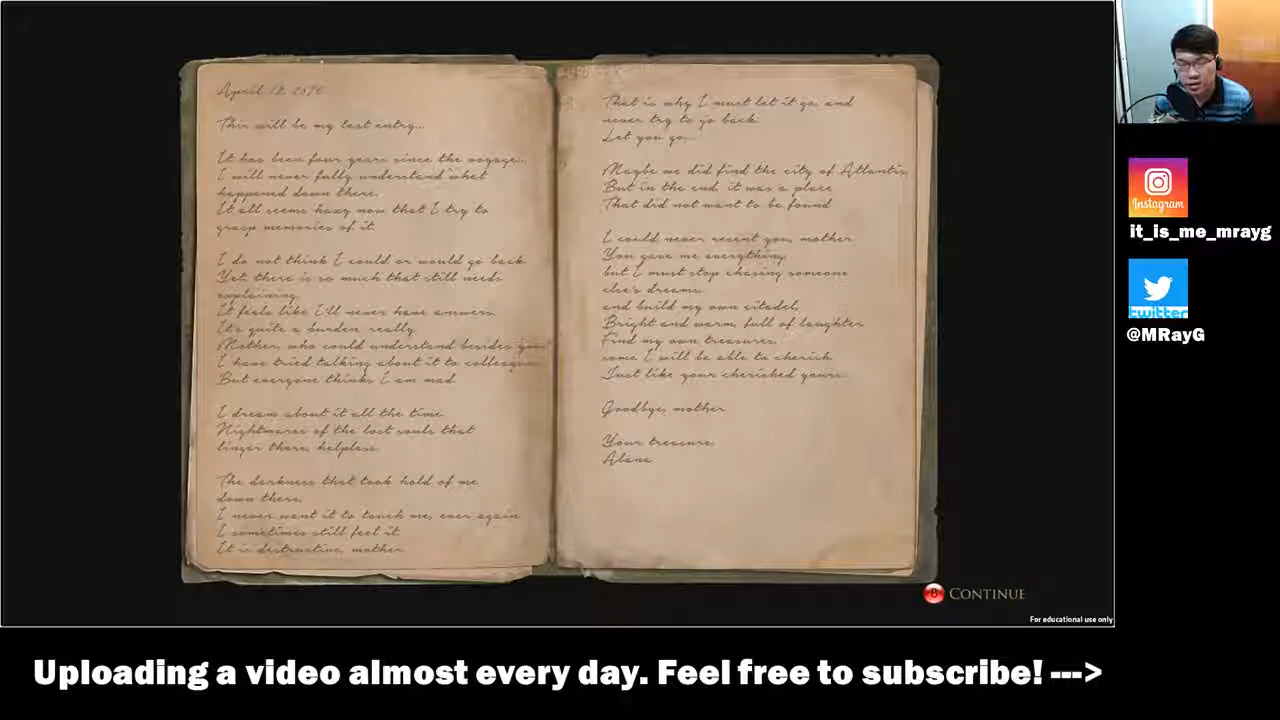 This will be my last entry...
It has been four years since the voyage...
I will never fully understand what
happened down there.
It all seems hazy now that I try to
grasp memories of it.
I do not think I could or would go back.
Yet, there is so much that still needs
explaining.
It feels like I'll never have answers.
It's quite a burden really.
Mother, who could understand besides you?
I have tried talking about it to colleagues.
But everyone thinks I am mad.
I dream about it all the time.
Nightmares of the lost souls that
linger there, helpless.
The darkness that took hold of me
down there,
I never want it to touch me, ever again.
I sometimes still feel it.
It is destructive, mother.
That is why I must let it go, and
never try to go back.
Let you go...
Maybe we did find the city of Atlantis,
But in the end, it was a place
That did not want to be found.
I could never resent you, mother.
You gave me everything,
but I must stop chasing someone
else's dreams.
and build my own citadel,
Bright and warm, full of laughter.
Find my own treasures,
some I will be able to cherish.
Just like your cherished yours.
Goodbye, mother.
Your treasure,
Alana
B CONTINUE
For educational use only
Instagram
it_is_me_mrayg
twitter
@MRayG
Uploading a video almost every day. Feel free to subscribe! --->